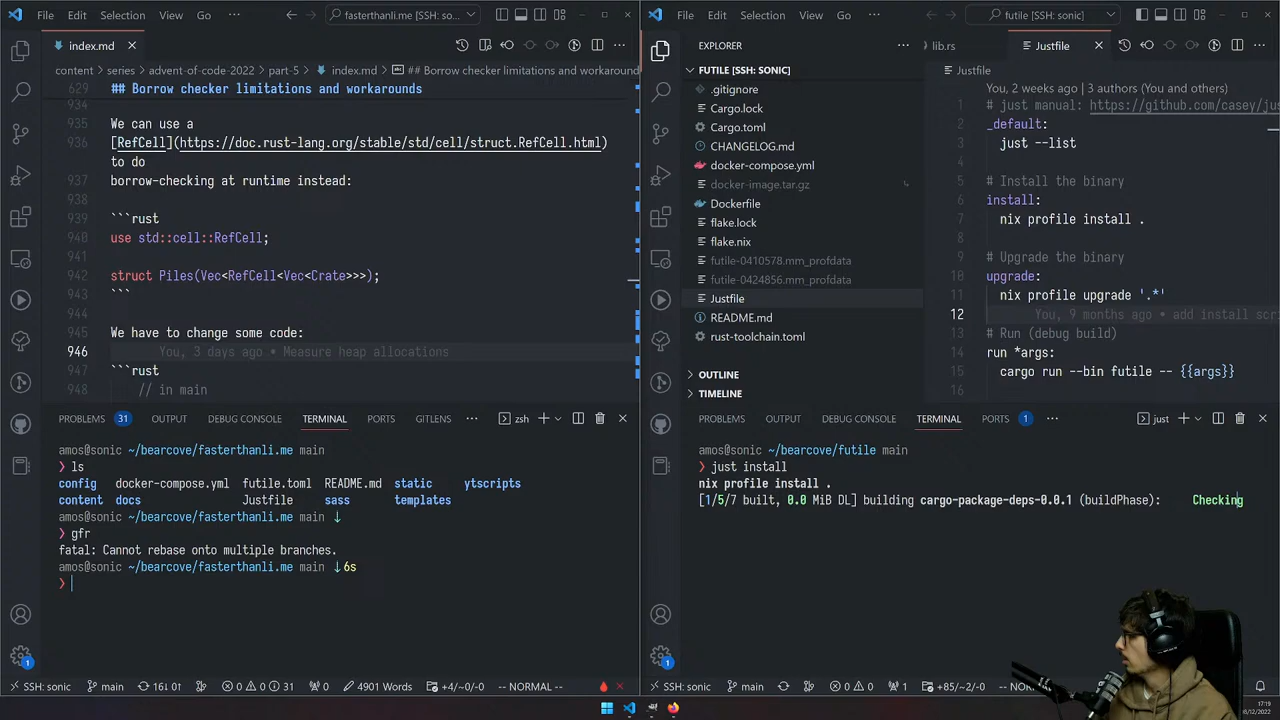 File Edit Selection View Go ··· fasterthanli.me [SSH: so...
index.md
content > series > advent-of-code-2022 > part-5 > index.md > ## Borrow checker limitations and workaround
629 ## Borrow checker limitations and workarounds
934
935 We can use a
[RefCell](https://doc.rust-lang.org/stable/std/cell/struct.RefCell.html)
to do
937 borrow-checking at runtime instead:
938
939 ```rust
940 use std::cell::RefCell;
941
942 struct Piles(Vec<RefCell<Vec<Crate>>>);
943 ```
944
945 We have to change some code:
946 You, 3 days ago • Measure heap allocations
947 ```rust
948 // in main
PROBLEMS 31 OUTPUT DEBUG CONSOLE TERMINAL PORTS GITLENS ··· zsh
amos@sonic ~/bearcove/fasterthanli.me main
❯ ls
config docker-compose.yml futile.toml README.md static ytscripts
content docs Justfile sass templates
amos@sonic ~/bearcove/fasterthanli.me main ↓
❯ gfr
fatal: Cannot rebase onto multiple branches.
amos@sonic ~/bearcove/fasterthanli.me main ↓6s
❯
1
SSH: sonic main 16↓ 0↑ 0 0 31 0 4901 Words +4/~0/-0 -- NORMAL --
File Edit Selection View Go ··· futile [SSH: sonic]
EXPLORER ···
FUTILE [SSH: SONIC]
.gitignore
Cargo.lock
Cargo.toml
CHANGELOG.md
docker-compose.yml
docker-image.tar.gz
Dockerfile
flake.lock
flake.nix
futile-0410578.mm_profdata
futile-0424856.mm_profdata
Justfile
README.md
rust-toolchain.toml
OUTLINE
TIMELINE
lib.rs Justfile
Justfile
You, 2 weeks ago | 3 authors (You and others)
1 # just manual: https://github.com/casey/jus
2 _default:
3 just --list
4
5 # Install the binary
6 install:
7 nix profile install .
8
9 # Upgrade the binary
10 upgrade:
11 nix profile upgrade '.*'
12 You, 9 months ago • add install scri
13 # Run (debug build)
14 run *args:
15 cargo run --bin futile -- {{args}}
16
PROBLEMS OUTPUT DEBUG CONSOLE TERMINAL PORTS 1 ··· just
amos@sonic ~/bearcove/futile main
❯ just install
nix profile install .
[1/5/7 built, 0.0 MiB DL] building cargo-package-deps-0.0.1 (buildPhase): Checking
1
SSH: sonic main 0 0 1 +85/~2/-0 -- NORM
17:19